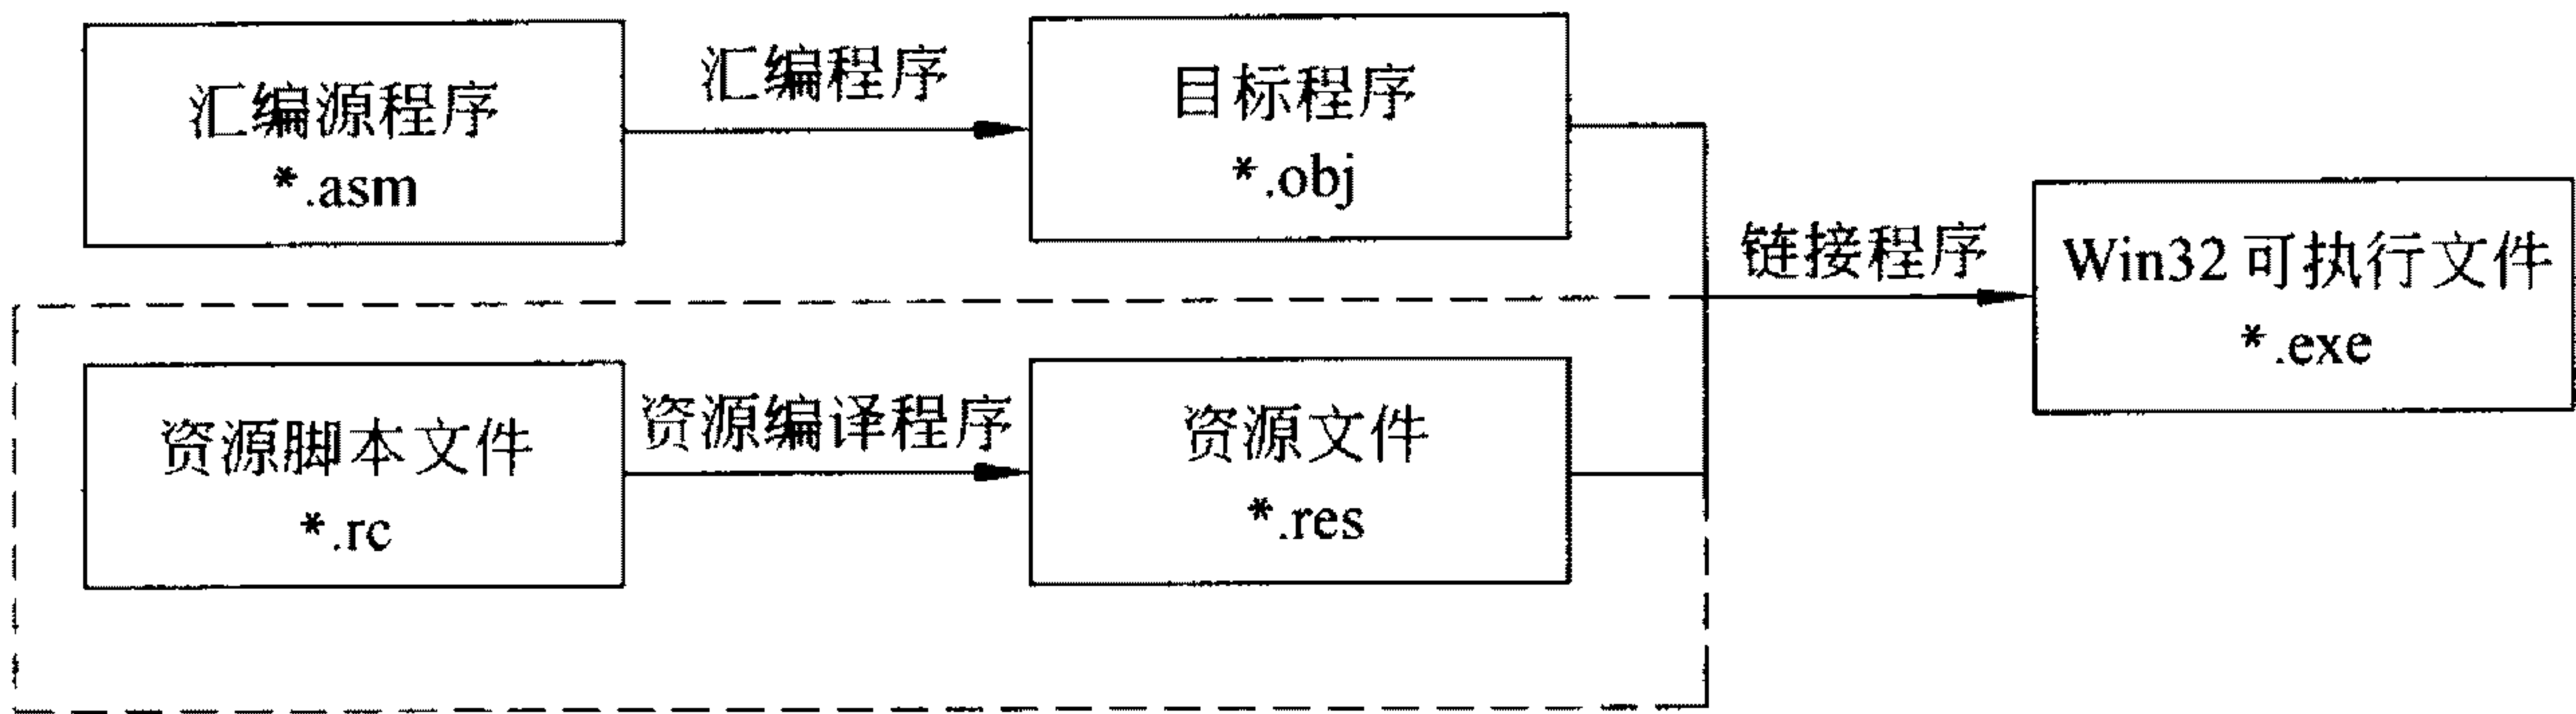 汇编源程序
*.asm
汇编程序
目标程序
*.obj
链接程序
Win32 可执行文件
*.exe
资源脚本文件
*.rc
资源编译程序
资源文件
*.res